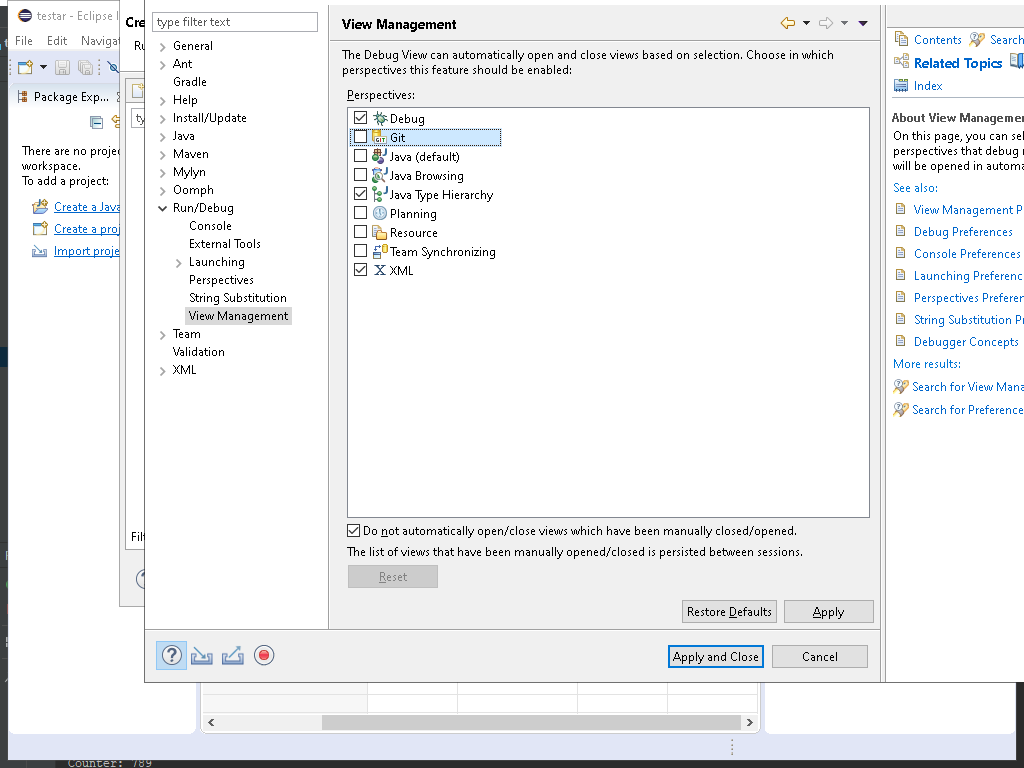 testar - Eclipse I
File Edit Navigat
Package Exp...
There are no proje
workspace.
To add a project:
Create a Java
Create a proj
Import proje
Cre
Ru
ty
Filt
type filter text
General
Ant
Gradle
Help
Install/Update
Java
Maven
Mylyn
Oomph
Run/Debug
Console
External Tools
Launching
Perspectives
String Substitution
View Management
Team
Validation
XML
View Management
The Debug View can automatically open and close views based on selection. Choose in which
perspectives this feature should be enabled:
Perspectives:
Debug
Git
Java (default)
Java Browsing
Java Type Hierarchy
Planning
Resource
Team Synchronizing
XML
Do not automatically open/close views which have been manually closed/opened.
The list of views that have been manually opened/closed is persisted between sessions.
Reset
Restore Defaults Apply
Apply and Close Cancel
Contents Search
Related Topics
Index
About View Managemen
On this page, you can sel
perspectives that debug
will be opened in automa
See also:
View Management P
Debug Preferences
Console Preferences
Launching Preferenc
Perspectives Preferen
String Substitution Pr
Debugger Concepts
More results:
Search for View Mana
Search for Preference
Counter: 789